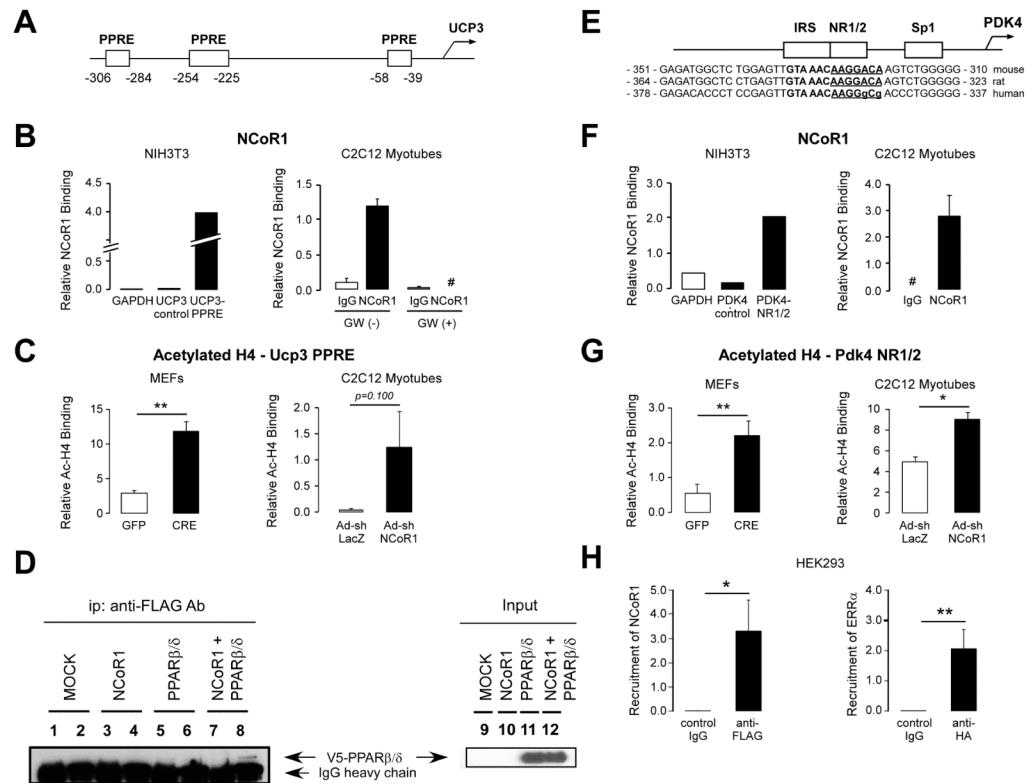 A
UCP3
PPRE PPRE PPRE
-306 -284 -254 -225 -58 -39
B
NCoR1
NIH3T3
Relative NCoR1 Binding
4.5
4.0
0.5
0.0
GAPDH UCP3 control UCP3-PPRE
C2C12 Myotubes
Relative NCoR1 Binding
1.5
1.0
0.5
0.0
IgG NCoR1 IgG NCoR1
#
GW (-) GW (+)
C
Acetylated H4 - Ucp3 PPRE
MEFs
Relative Ac-H4 Binding
15
10
5
0
**
GFP CRE
C2C12 Myotubes
Relative Ac-H4 Binding
2.0
1.5
1.0
0.5
0.0
p=0.100
Ad-sh LacZ Ad-sh NCoR1
D
ip: anti-FLAG Ab
MOCK
NCoR1
PPARβ/δ
NCoR1 +
PPARβ/δ
1 2 3 4 5 6 7 8
Input
MOCK
NCoR1
PPARβ/δ
NCoR1 +
PPARβ/δ
9 10 11 12
V5-PPARβ/δ
IgG heavy chain
E
PDK4
IRS NR1/2 Sp1
- 351 - GAGATGGCTC TGGAGTTGTAAACAAGGACA AGTCTGGGGG - 310 mouse
- 364 - GAGATGGCTC CTGAGTTGTAAACAAGGACA AGTCTGGGGG - 323 rat
- 378 - GAGACACCCT CCGAGTTGTAAACAAGGgCg ACCCTGGGGG - 337 human
F
NCoR1
NIH3T3
Relative NCoR1 Binding
3.0
2.0
1.0
0.0
GAPDH PDK4 control PDK4-NR1/2
C2C12 Myotubes
Relative NCoR1 Binding
4.0
3.0
2.0
1.0
0.0
#
IgG NCoR1
G
Acetylated H4 - Pdk4 NR1/2
MEFs
Relative Ac-H4 Binding
3.0
2.0
1.0
0.0
**
GFP CRE
C2C12 Myotubes
Relative Ac-H4 Binding
10
8
6
4
2
0
*
Ad-sh LacZ Ad-sh NCoR1
H
HEK293
Recruitment of NCoR1
5.0
4.0
3.0
2.0
1.0
0.0
*
control IgG anti-FLAG
Recruitment of ERRα
4.0
3.0
2.0
1.0
0.0
**
control IgG anti-HA